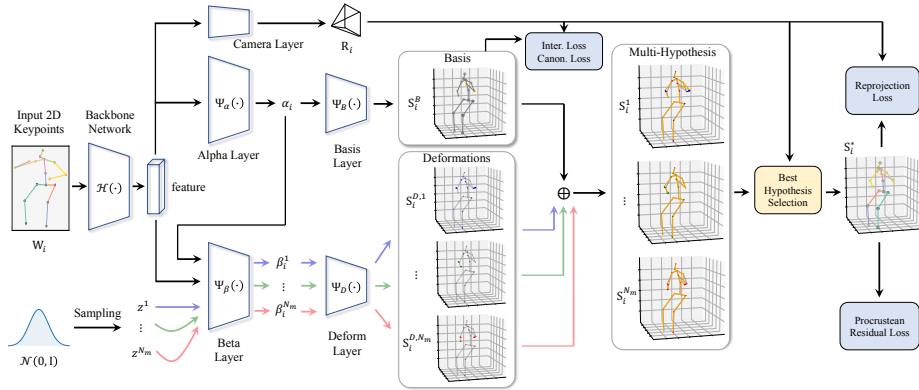 Camera Layer
R_i
Inter. Loss
Canon. Loss
Input 2D
Keypoints
W_i
Backbone
Network
ℋ(·)
feature
Ψ_α(·)
Alpha Layer
α_i
Ψ_B(·)
Basis
Layer
Basis
S_i^B
Deformations
S_i^{D,1}
⋮
S_i^{D,N_m}
⊕
Multi-Hypothesis
S_i^1
⋮
S_i^{N_m}
Best
Hypothesis
Selection
Reprojection
Loss
S_i^*
Procrustean
Residual Loss
𝒩(0,I)
Sampling
z^1
⋮
z^{N_m}
Ψ_β(·)
Beta
Layer
β_i^1
⋮
β_i^{N_m}
Ψ_D(·)
Deform
Layer